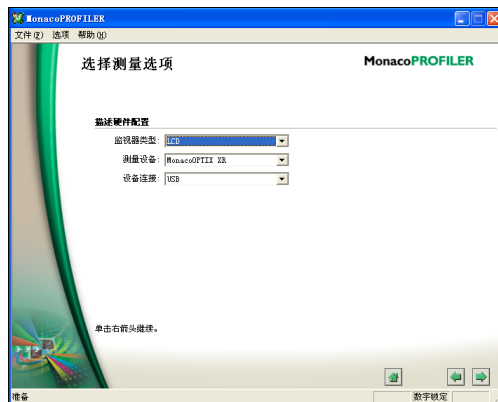 MonacoPROFILER
文件(F) 选项 帮助(H)
选择测量选项
MonacoPROFILER
描述硬件配置
监视器类型: LCD
测量设备: MonacoOPTIX XR
设备连接: USB
单击右箭头继续。
准备
数字锁定